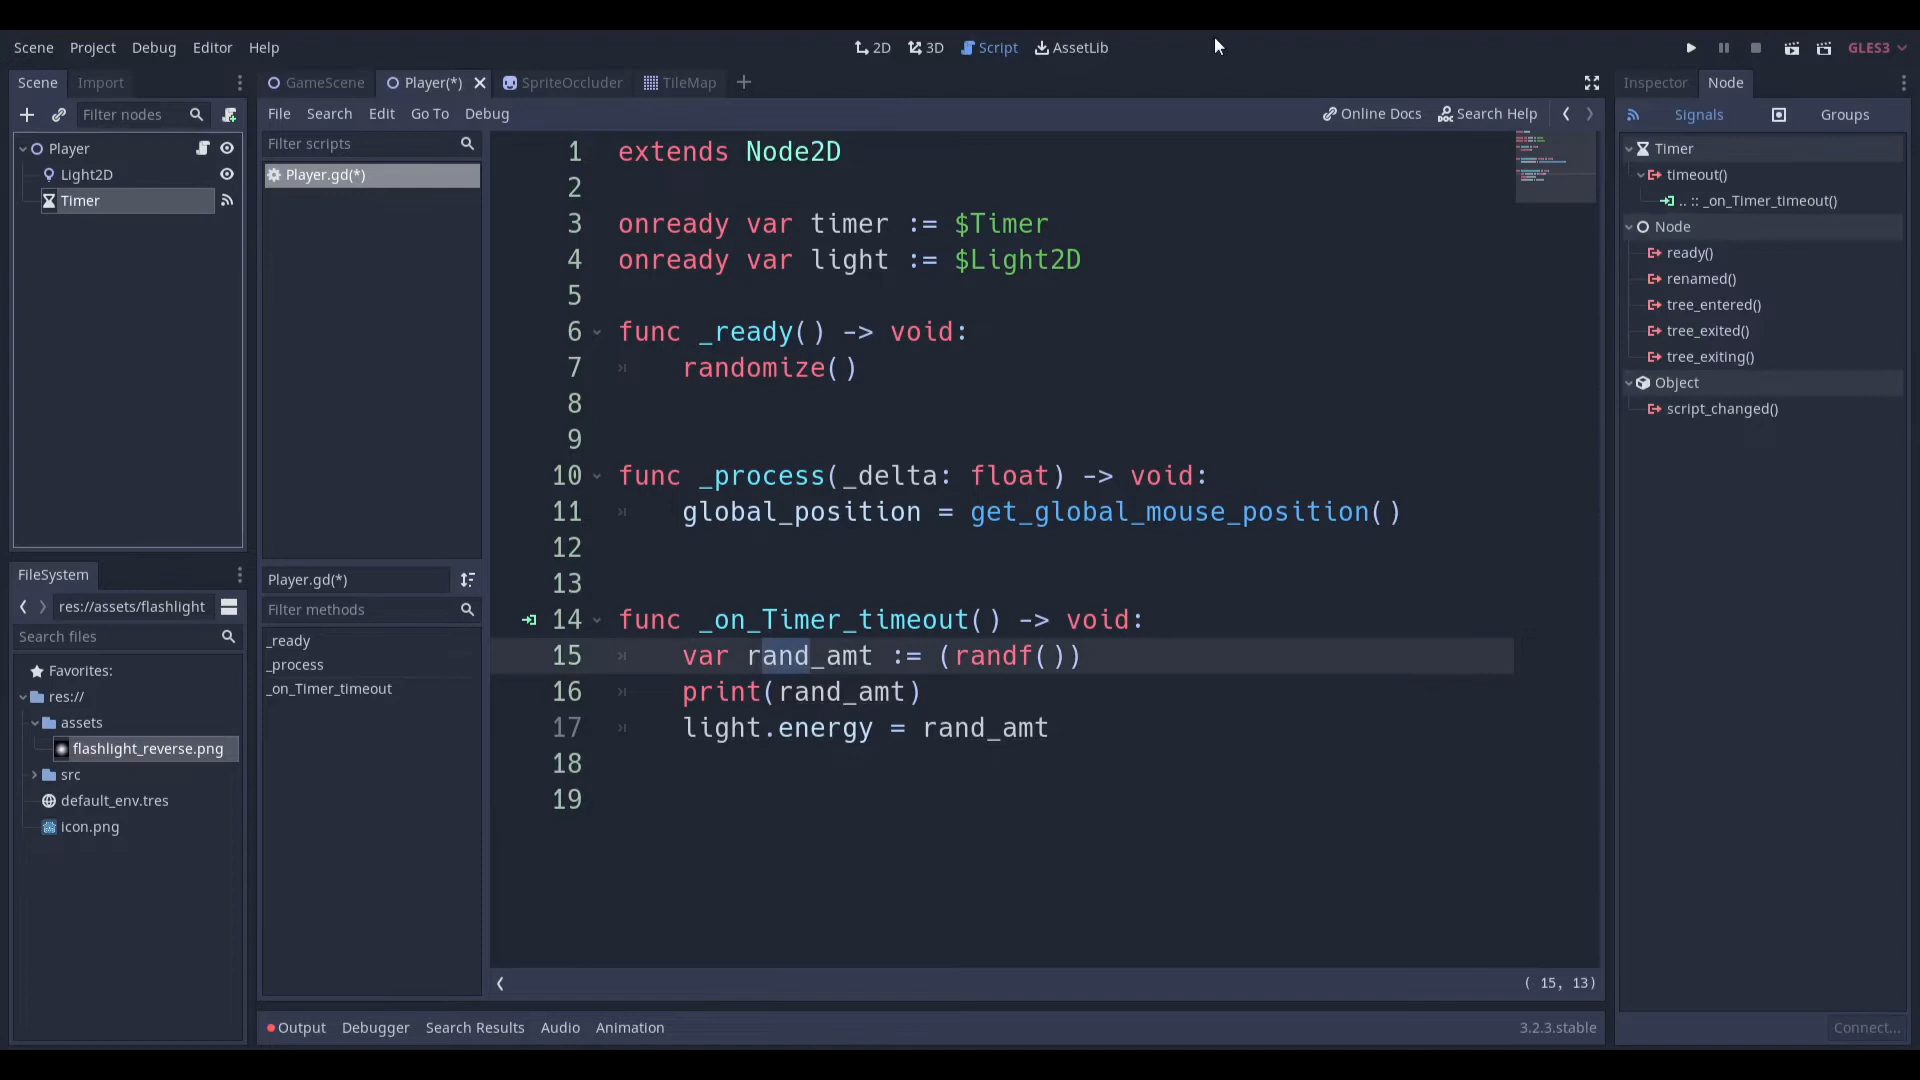 Scene Project Debug Editor Help 2D 3D Script AssetLib GLES3
Scene Import GameScene Player(*) SpriteOccluder TileMap Inspector Node
Filter nodes
Player
Light2D
Timer
FileSystem
res://assets/flashlight
Search files
Favorites:
res://
assets
flashlight_reverse.png
src
default_env.tres
icon.png
File Search Edit Go To Debug Online Docs Search Help
Filter scripts
Player.gd(*)
Player.gd(*)
Filter methods
_ready
_process
_on_Timer_timeout
1 extends Node2D
2
3 onready var timer := $Timer
4 onready var light := $Light2D
5
6 func _ready() -> void:
7 randomize()
8
9
10 func _process(_delta: float) -> void:
11 global_position = get_global_mouse_position()
12
13
14 func _on_Timer_timeout() -> void:
15 var rand_amt := (randf())
16 print(rand_amt)
17 light.energy = rand_amt
18
19
( 15, 13)
Output Debugger Search Results Audio Animation 3.2.3.stable
Signals Groups
Timer
timeout()
.. :: _on_Timer_timeout()
Node
ready()
renamed()
tree_entered()
tree_exited()
tree_exiting()
Object
script_changed()
Connect...